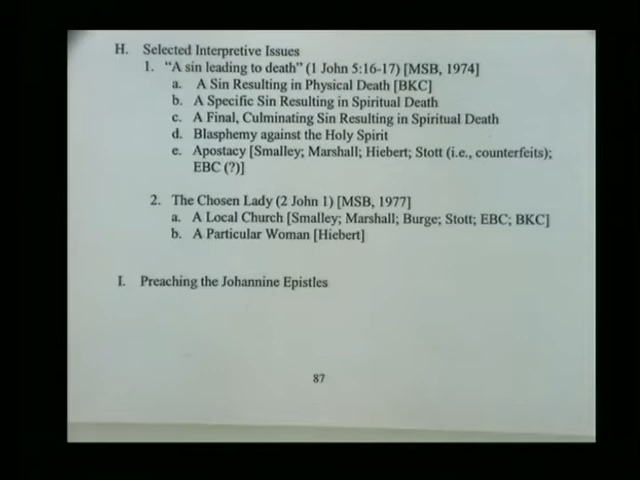 H. Selected Interpretive Issues
1. "A sin leading to death" (1 John 5:16-17) [MSB, 1974]
a. A Sin Resulting in Physical Death [BKC]
b. A Specific Sin Resulting in Spiritual Death
c. A Final, Culminating Sin Resulting in Spiritual Death
d. Blasphemy against the Holy Spirit
e. Apostacy [Smalley; Marshall; Hiebert; Stott (i.e., counterfeits);
EBC (?)]
2. The Chosen Lady (2 John 1) [MSB, 1977]
a. A Local Church [Smalley; Marshall; Burge; Stott; EBC; BKC]
b. A Particular Woman [Hiebert]
I. Preaching the Johannine Epistles
87